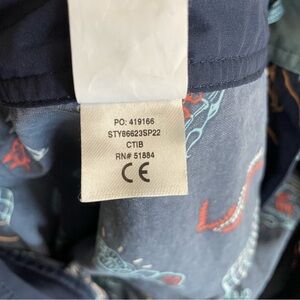 PO: 419166
STY86623SP22
CTIB
RN# 51884
CE